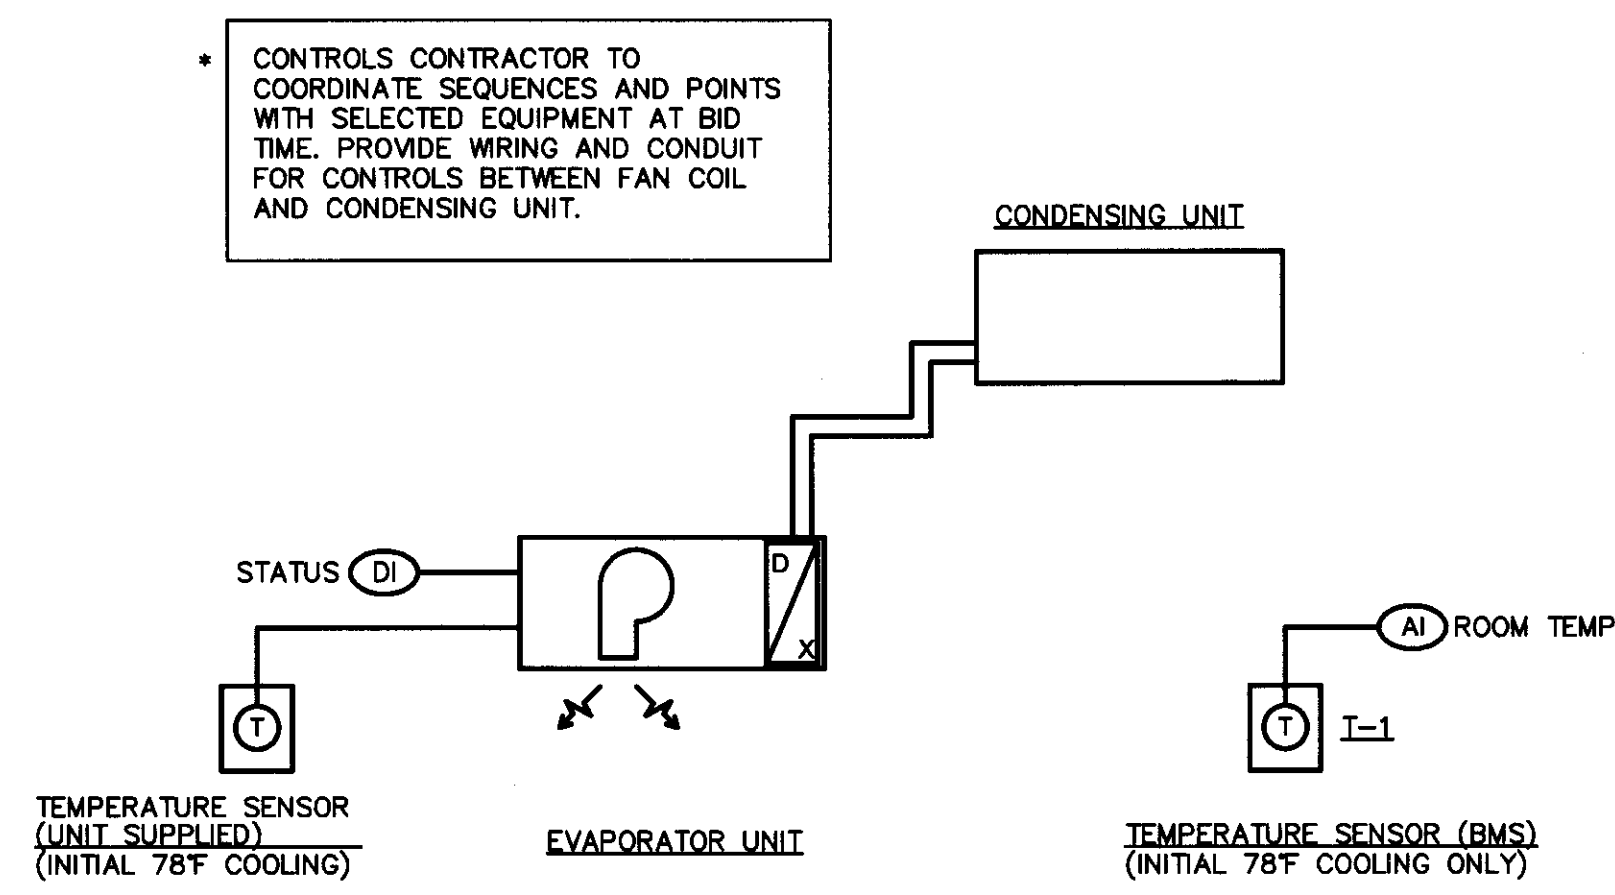 * CONTROLS CONTRACTOR TO
COORDINATE SEQUENCES AND POINTS
WITH SELECTED EQUIPMENT AT BID
TIME. PROVIDE WIRING AND CONDUIT
FOR CONTROLS BETWEEN FAN COIL
AND CONDENSING UNIT.
CONDENSING UNIT
STATUS DI
D
X
AI ROOM TEMP
T
T T-1
TEMPERATURE SENSOR
(UNIT SUPPLIED)
(INITIAL 78°F COOLING)
EVAPORATOR UNIT
TEMPERATURE SENSOR (BMS)
(INITIAL 78°F COOLING ONLY)